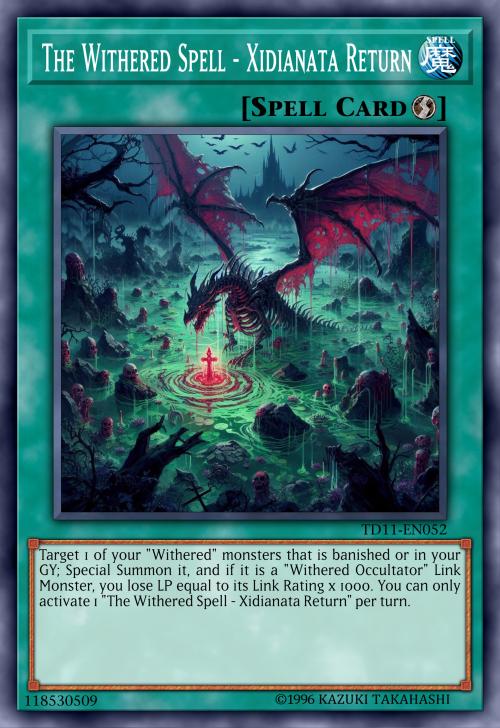 The Withered Spell - Xidianata Return
SPELL
魔
[Spell Card]
TD11-EN052
Target 1 of your "Withered" monsters that is banished or in your
GY; Special Summon it, and if it is a "Withered Occultator" Link
Monster, you lose LP equal to its Link Rating x 1000. You can only
activate 1 "The Withered Spell - Xidianata Return" per turn.
118530509
©1996 KAZUKI TAKAHASHI